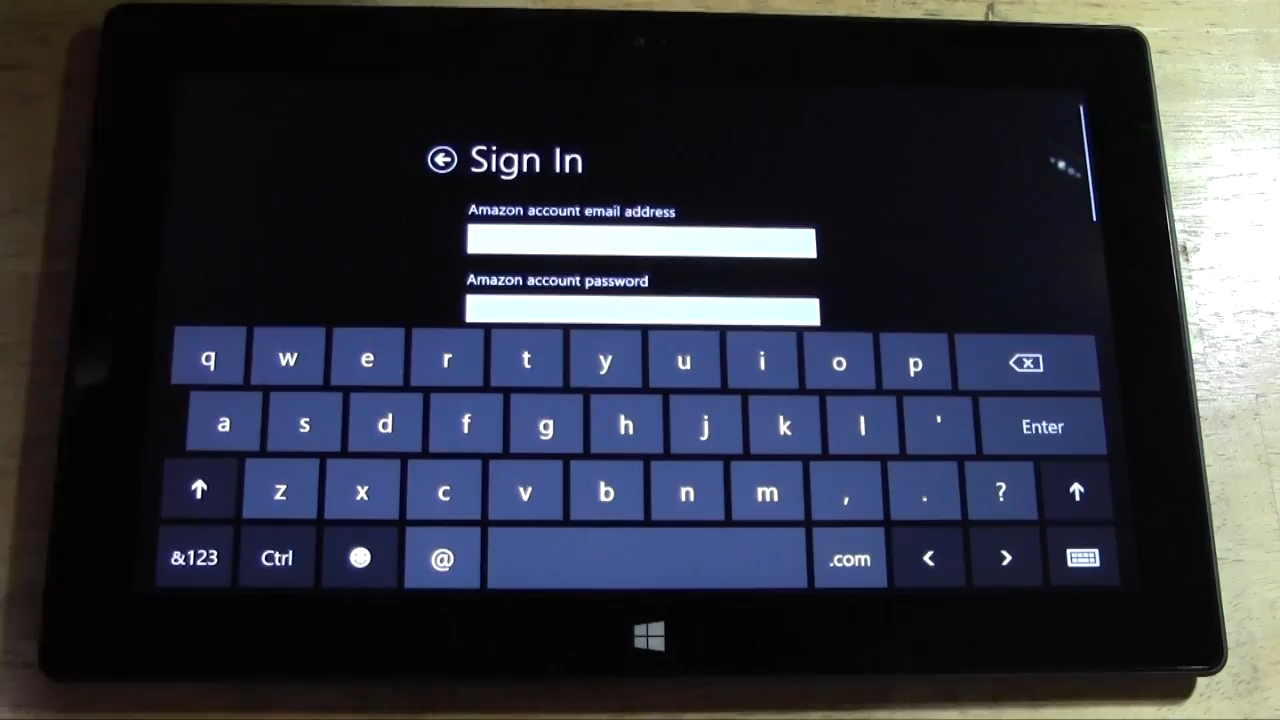 Sign In
Amazon account email address
Amazon account password
q w e r t y u i o p
a s d f g h j k l ' Enter
z x c v b n m , . ?
&123 Ctrl @ .com < >